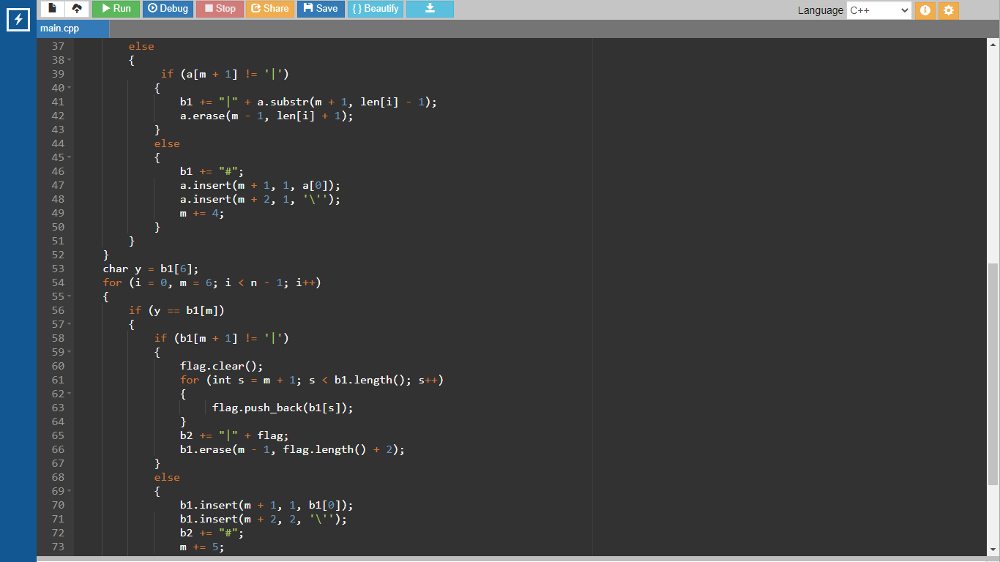 Run Debug Stop Share Save { } Beautify Language C++
main.cpp
37 else
38 {
39 if (a[m + 1] != '|')
40 {
41 b1 += "|" + a.substr(m + 1, len[i] - 1);
42 a.erase(m - 1, len[i] + 1);
43 }
44 else
45 {
46 b1 += "#";
47 a.insert(m + 1, 1, a[0]);
48 a.insert(m + 2, 1, '\'');
49 m += 4;
50 }
51 }
52 }
53 char y = b1[6];
54 for (i = 0, m = 6; i < n - 1; i++)
55 {
56 if (y == b1[m])
57 {
58 if (b1[m + 1] != '|')
59 {
60 flag.clear();
61 for (int s = m + 1; s < b1.length(); s++)
62 {
63 flag.push_back(b1[s]);
64 }
65 b2 += "|" + flag;
66 b1.erase(m - 1, flag.length() + 2);
67 }
68 else
69 {
70 b1.insert(m + 1, 1, b1[0]);
71 b1.insert(m + 2, 2, '\'');
72 b2 += "#";
73 m += 5;